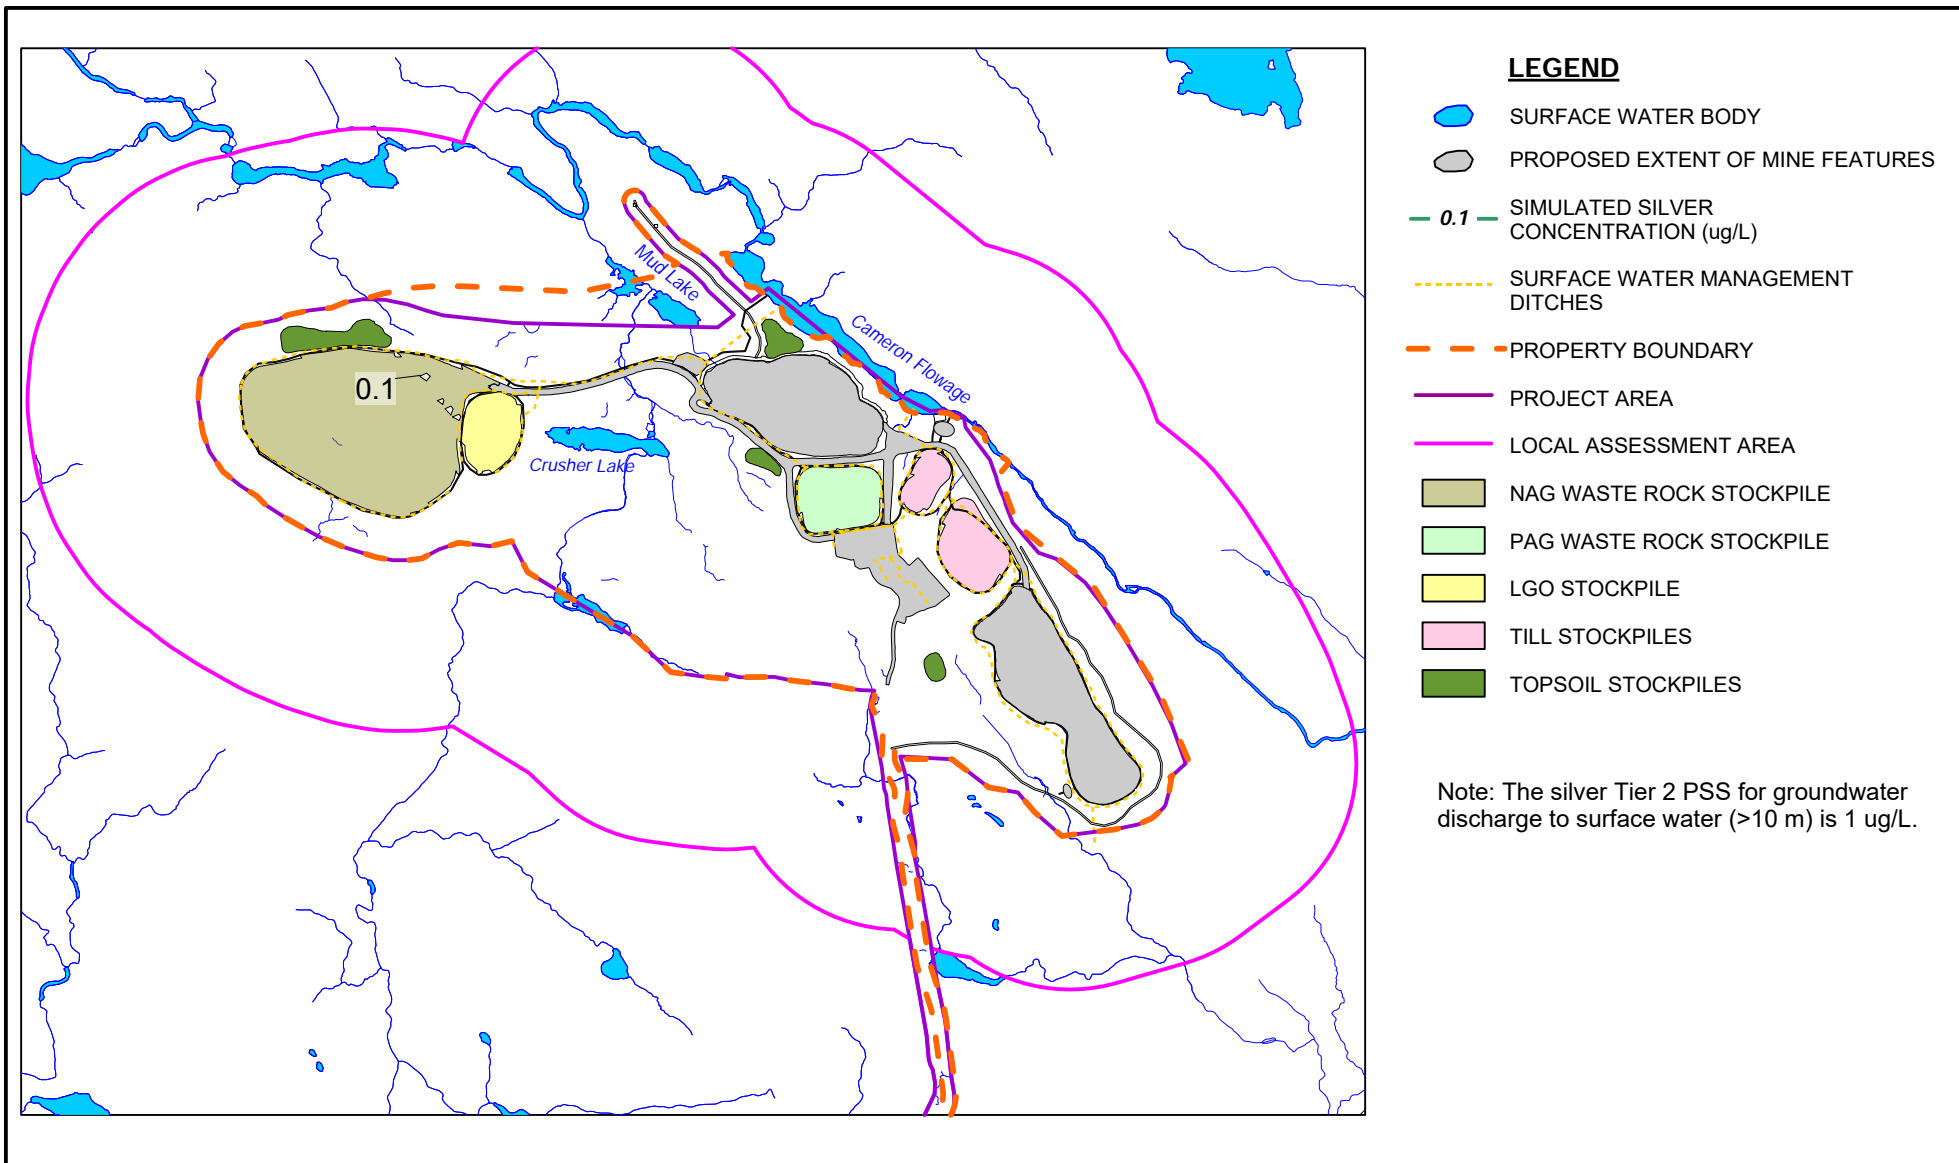 LEGEND
SURFACE WATER BODY
PROPOSED EXTENT OF MINE FEATURES
0.1
SIMULATED SILVER
CONCENTRATION (ug/L)
SURFACE WATER MANAGEMENT
DITCHES
PROPERTY BOUNDARY
PROJECT AREA
LOCAL ASSESSMENT AREA
NAG WASTE ROCK STOCKPILE
PAG WASTE ROCK STOCKPILE
LGO STOCKPILE
TILL STOCKPILES
TOPSOIL STOCKPILES
Note: The silver Tier 2 PSS for groundwater
discharge to surface water (>10 m) is 1 ug/L.
Mud Lake
Cameron Flowage
0.1
Crusher Lake